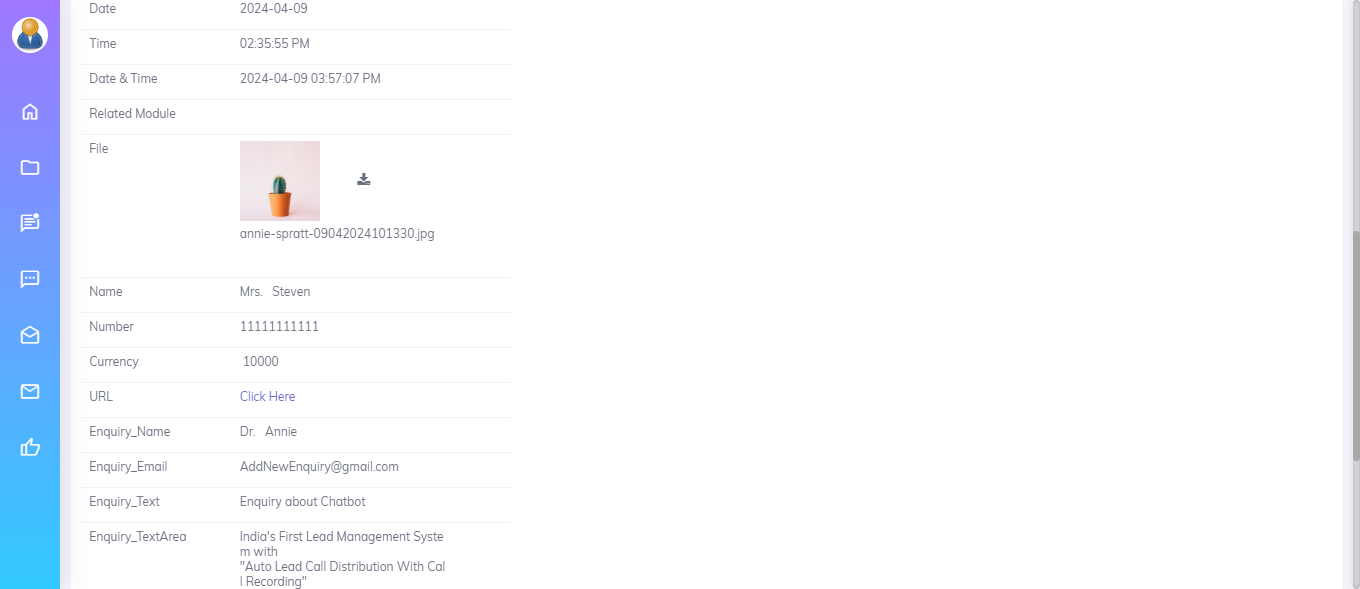 Date 2024-04-09
Time 02:35:55 PM
Date & Time 2024-04-09 03:57:07 PM
Related Module
File
annie-spratt-09042024101330.jpg
Name Mrs. Steven
Number 11111111111
Currency 10000
URL Click Here
Enquiry_Name Dr. Annie
Enquiry_Email AddNewEnquiry@gmail.com
Enquiry_Text Enquiry about Chatbot
Enquiry_TextArea India's First Lead Management Syste
m with
"Auto Lead Call Distribution With Cal
l Recording"